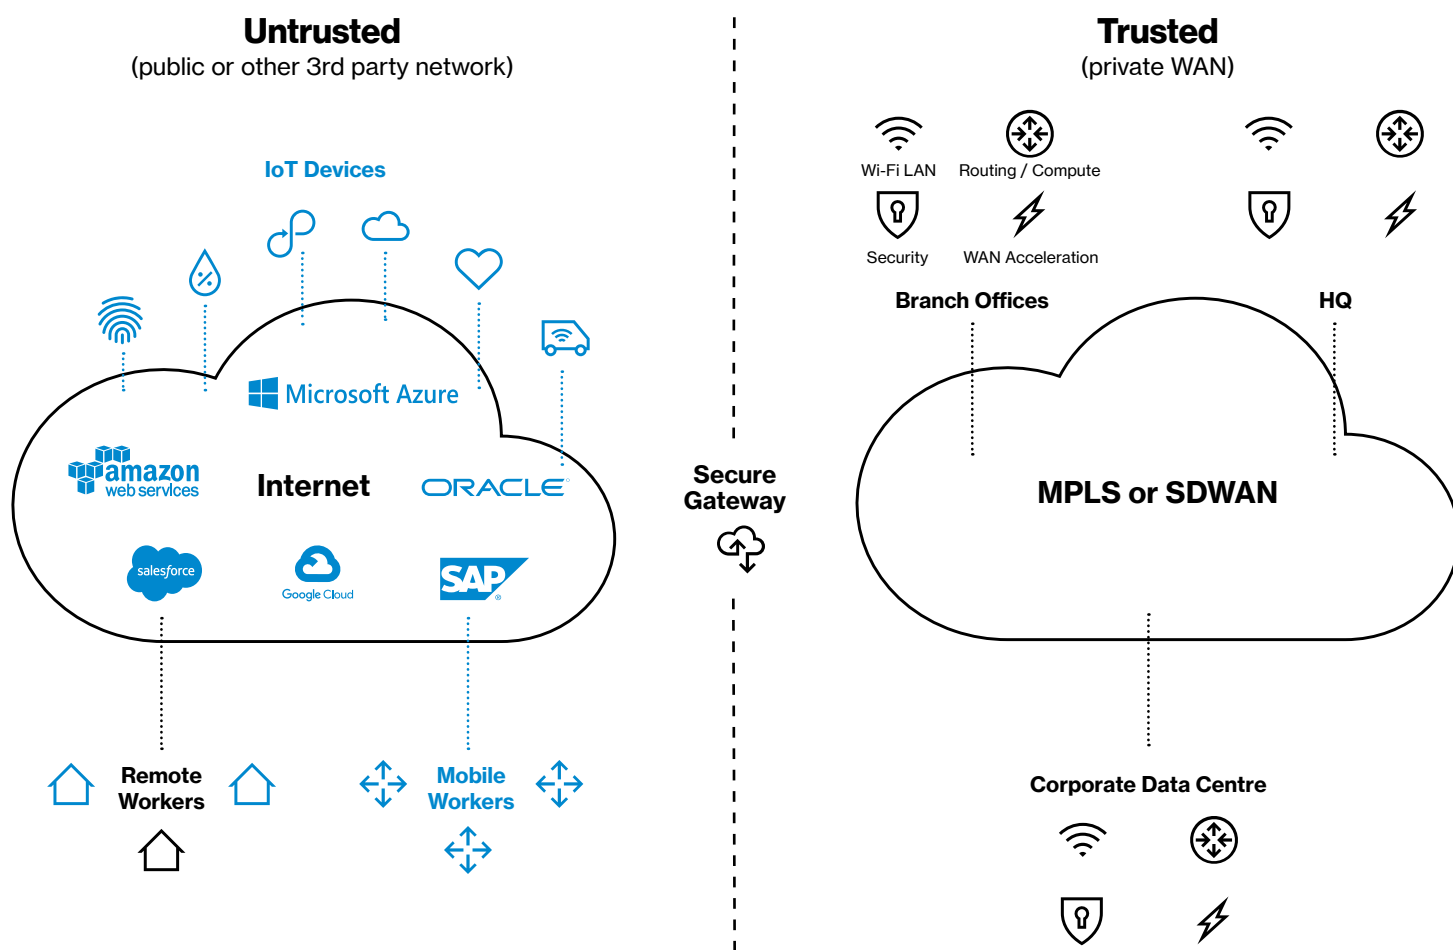 Untrusted
(public or other 3rd party network)
IoT Devices
Microsoft Azure
amazon
web services
Internet
ORACLE
salesforce
Google Cloud
SAP
®
Remote
Workers
Mobile
Workers
Secure
Gateway
Trusted
(private WAN)
Wi-Fi LAN
Routing / Compute
Security
WAN Acceleration
Branch Offices
HQ
MPLS or SDWAN
Corporate Data Centre